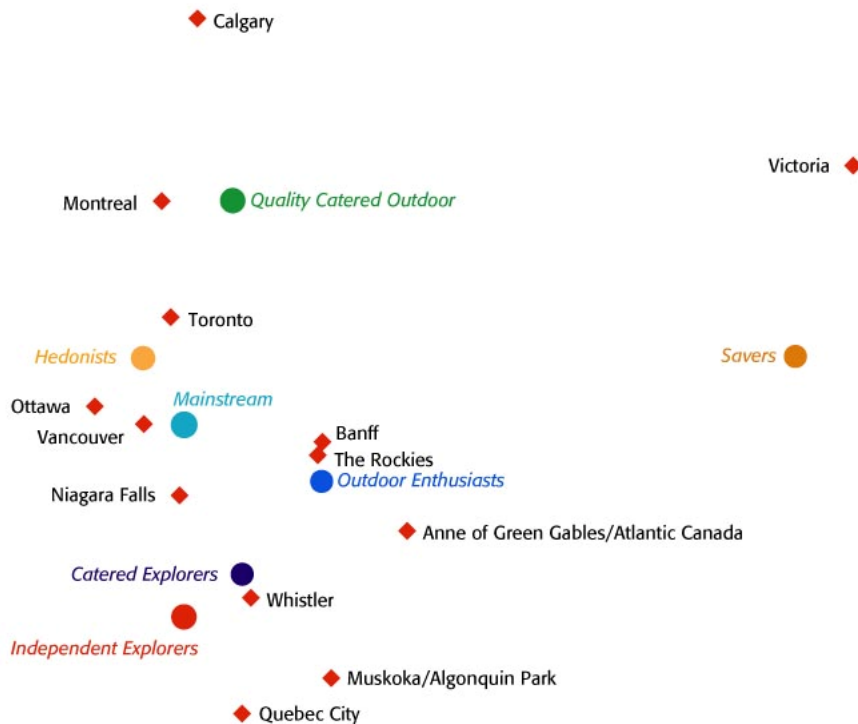 Calgary
Victoria
Montreal
Quality Catered Outdoor
Toronto
Hedonists
Savers
Mainstream
Ottawa
Vancouver
Banff
The Rockies
Outdoor Enthusiasts
Niagara Falls
Anne of Green Gables/Atlantic Canada
Catered Explorers
Whistler
Independent Explorers
Muskoka/Algonquin Park
Quebec City